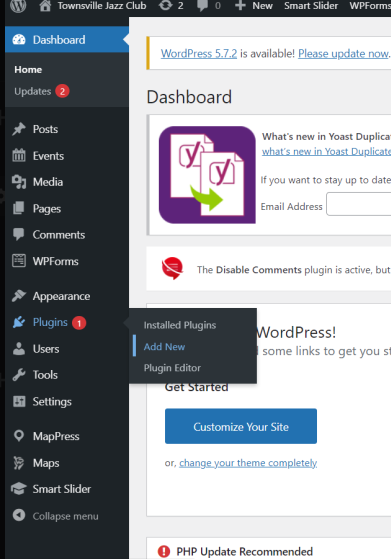 Townsville Jazz Club 2 0 + New Smart Slider WPForms
Dashboard
Home
Updates 2
Posts
Events
Media
Pages
Comments
WPForms
Appearance
Plugins 1
Installed Plugins
Add New
Plugin Editor
Users
Tools
Settings
MapPress
Maps
Smart Slider
Collapse menu
WordPress 5.7.2 is available! Please update now.
Dashboard
What's new in Yoast Duplicat
what's new in Yoast Duplicate
If you want to stay up to date
Email Address
The Disable Comments plugin is active, but
WordPress!
some links to get you st
Get Started
Customize Your Site
or, change your theme completely
PHP Update Recommended